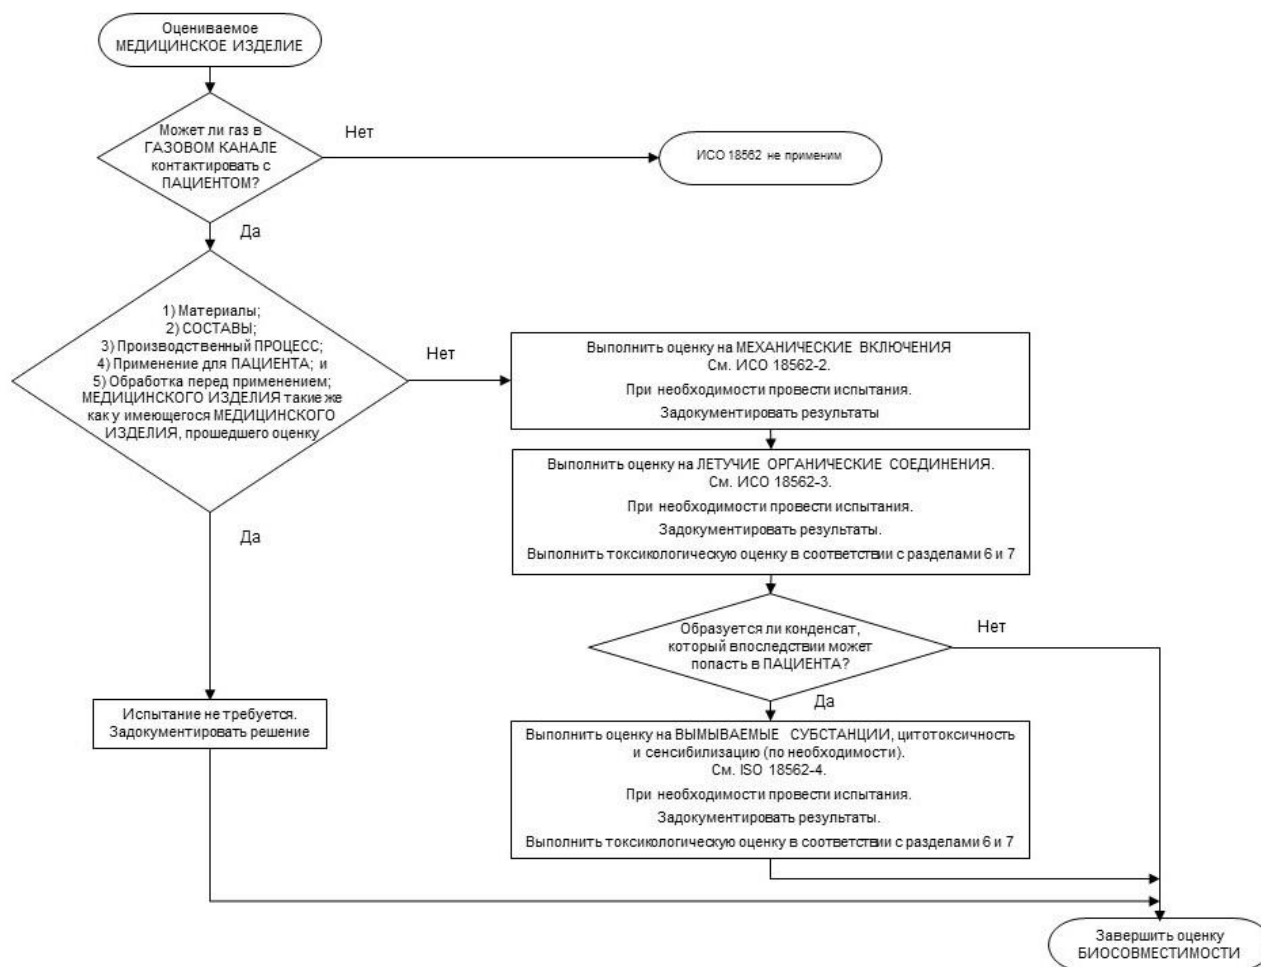 Оцениваемое
МЕДИЦИНСКОЕ ИЗДЕЛИЕ
Может ли газ в
ГАЗОВОМ КАНАЛЕ
контактировать с
ПАЦИЕНТОМ?
Нет
ИСО 18562 не применим
Да
1) Материалы;
2) СОСТАВЫ;
3) Производственный ПРОЦЕСС;
4) Применение для ПАЦИЕНТА; и
5) Обработка перед применением;
МЕДИЦИНСКОГО ИЗДЕЛИЯ такие же
как у имеющегося МЕДИЦИНСКОГО
ИЗДЕЛИЯ, прошедшего оценку
Нет
Выполнить оценку на МЕХАНИЧЕСКИЕ ВКЛЮЧЕНИЯ
См. ИСО 18562-2.
При необходимости провести испытания.
Задокументировать результаты
Выполнить оценку на ЛЕТУЧИЕ ОРГАНИЧЕСКИЕ СОЕДИНЕНИЯ.
См. ИСО 18562-3.
При необходимости провести испытания.
Задокументировать результаты.
Выполнить токсикологическую оценку в соответствии с разделами 6 и 7
Да
Образуется ли конденсат,
который впоследствии может
попасть в ПАЦИЕНТА?
Нет
Да
Испытание не требуется.
Задокументировать решение
Выполнить оценку на ВЫМЫВАЕМЫЕ СУБСТАНЦИИ, цитотоксичность
и сенсибилизацию (по необходимости).
См. ISO 18562-4.
При необходимости провести испытания.
Задокументировать результаты.
Выполнить токсикологическую оценку в соответствии с разделами 6 и 7
Завершить оценку
БИОСОВМЕСТИМОСТИ